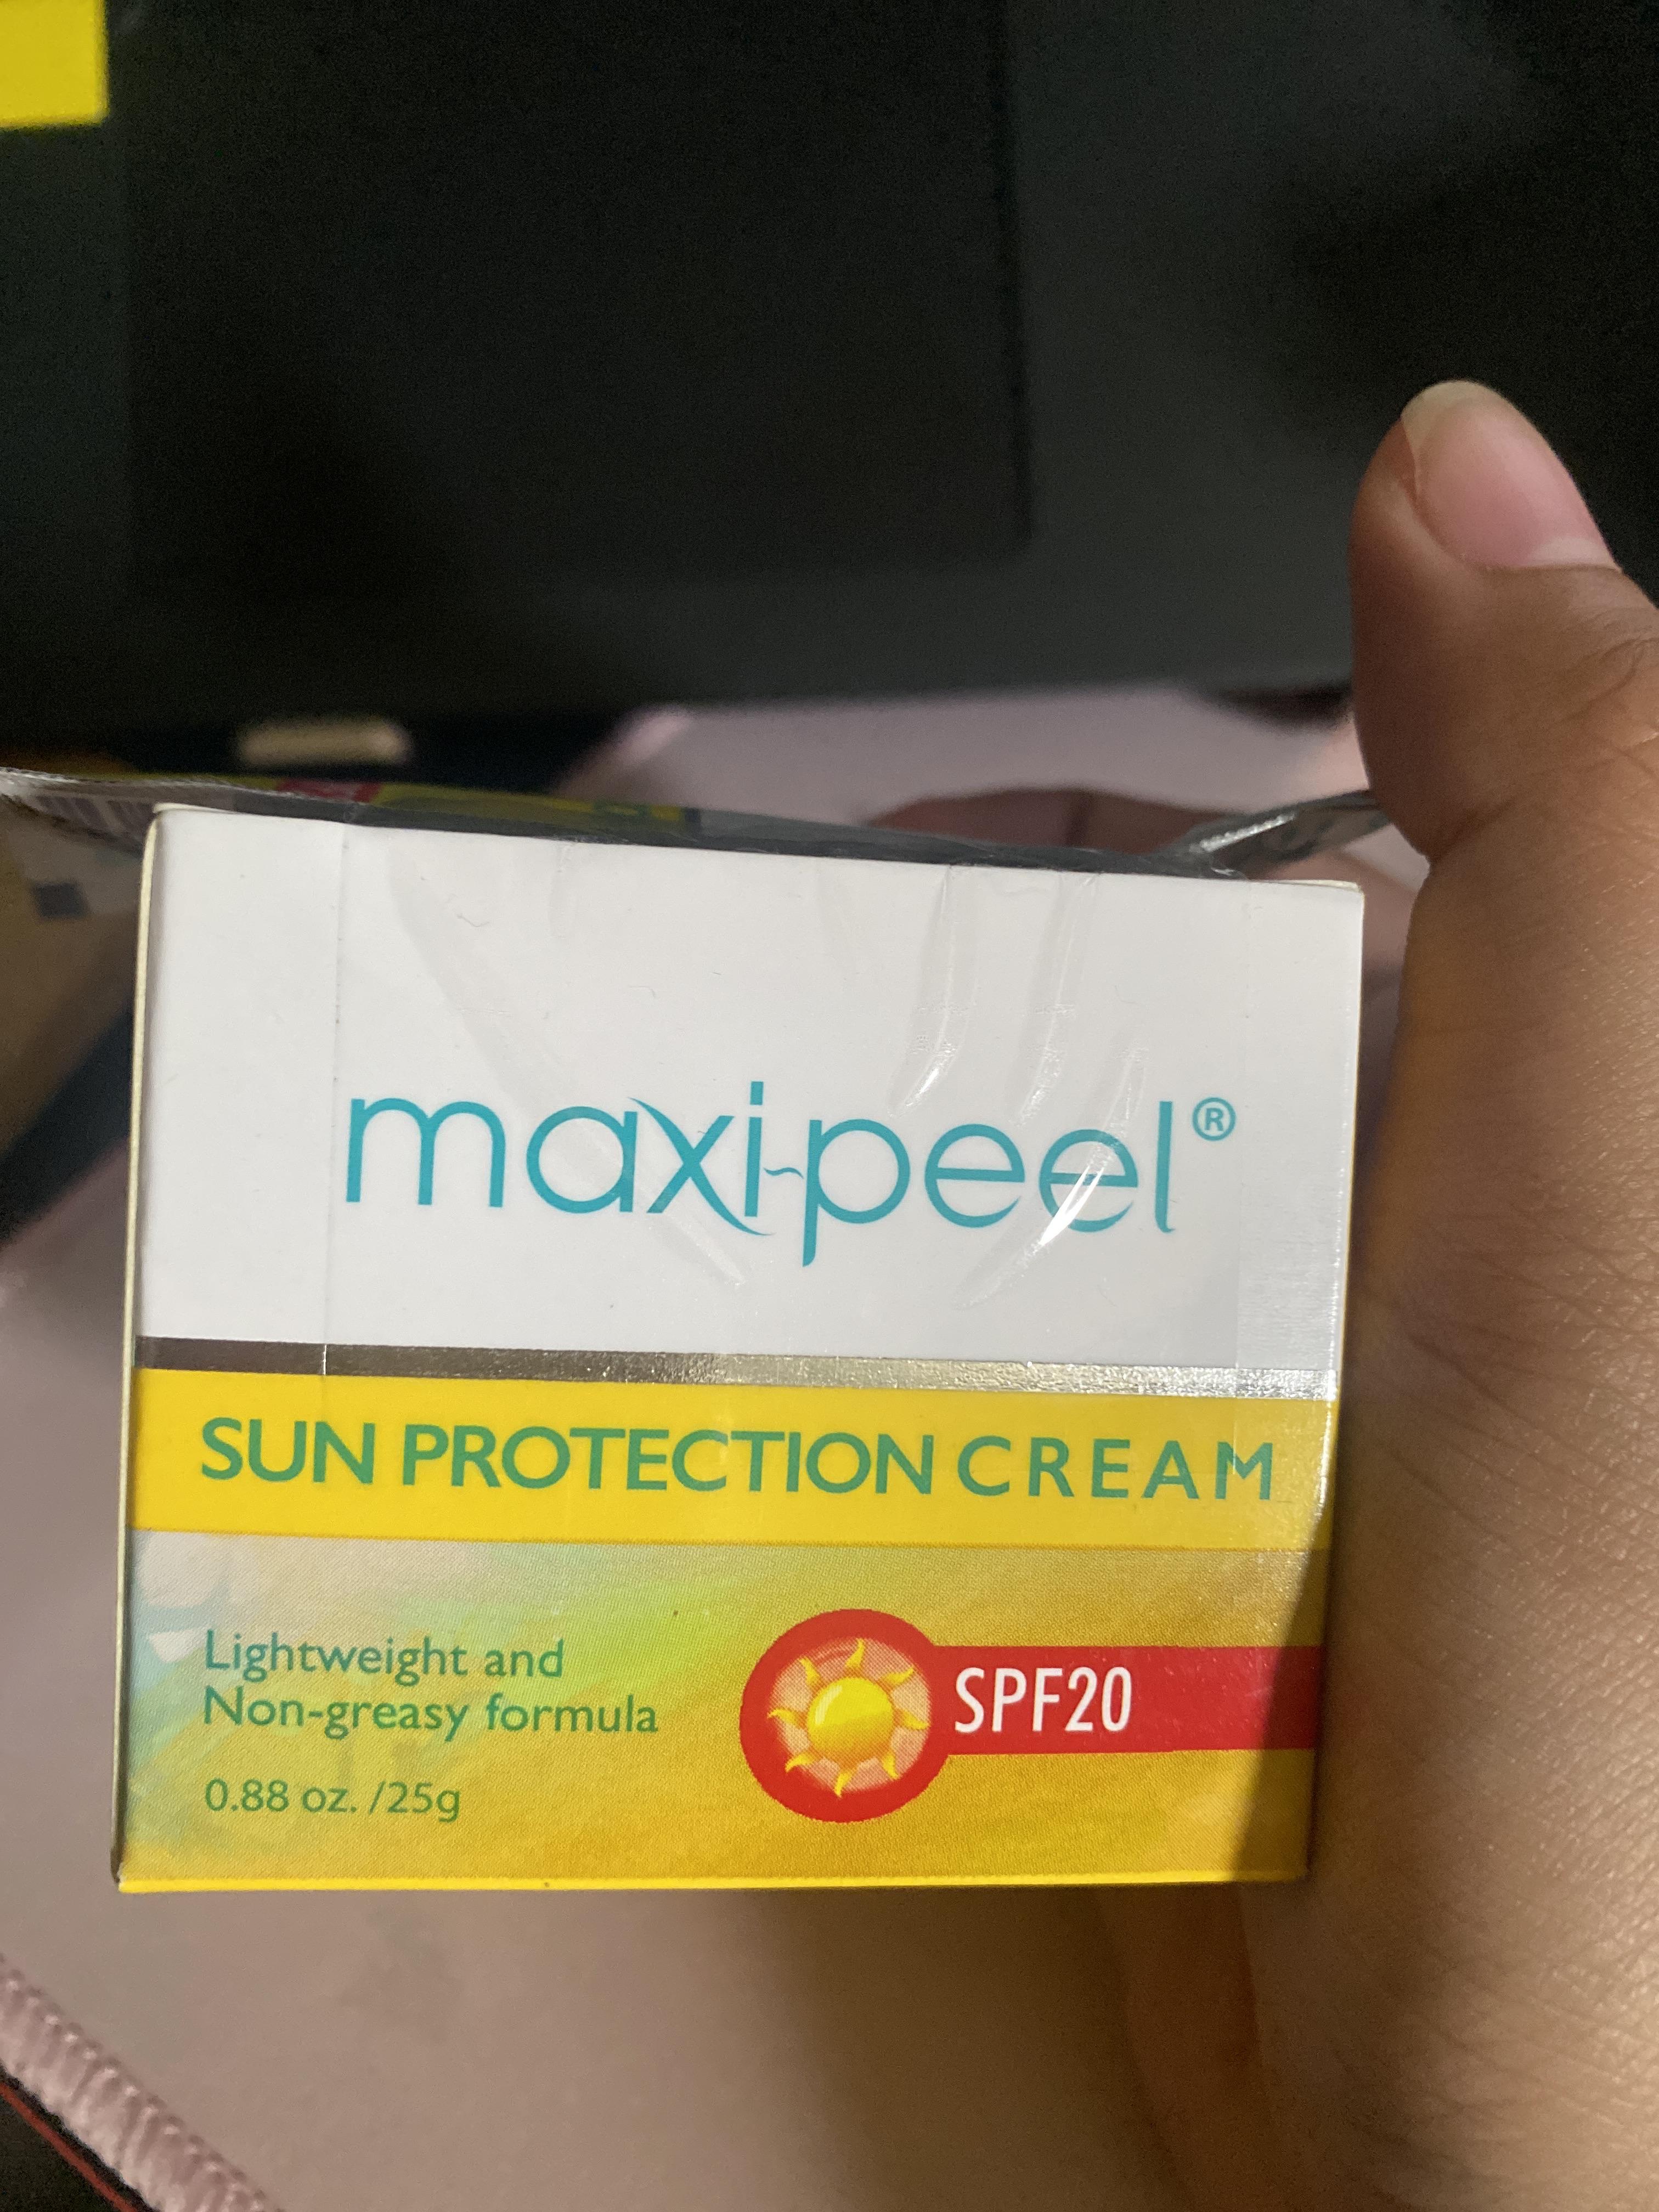 maxi-peel®
SUN PROTECTION CREAM
Lightweight and
Non-greasy formula
SPF20
0.88 oz. /25g